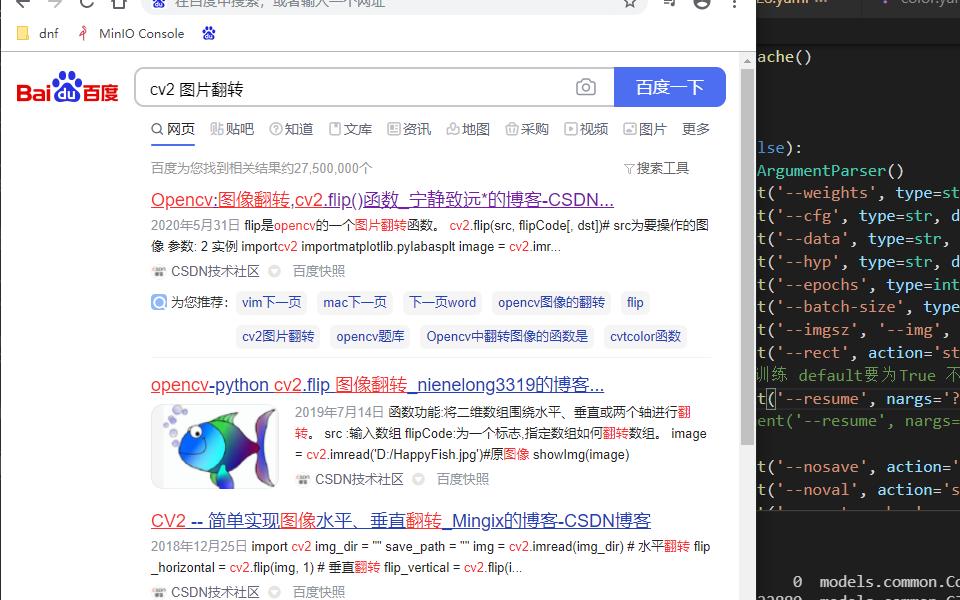 在百度中搜索，或者输入一个网址
dnf
MinIO Console
Bai du 百度
cv2 图片翻转
百度一下
网页 贴吧 知道 文库 资讯 地图 采购 视频 图片 更多
百度为您找到相关结果约27,500,000个
搜索工具
Opencv:图像翻转,cv2.flip()函数_宁静致远*的博客-CSDN...
2020年5月31日 flip是opencv的一个图片翻转函数。 cv2.flip(src, flipCode[, dst])# src为要操作的图
像 参数: 2 实例 importcv2 importmatplotlib.pylabasplt image = cv2.imr...
CSDN技术社区 百度快照
为您推荐: vim下一页 mac下一页 下一页word opencv图像的翻转 flip
cv2图片翻转 opencv题库 Opencv中翻转图像的函数是 cvtcolor函数
opencv-python cv2.flip 图像翻转_nienelong3319的博客...
2019年7月14日 函数功能:将二维数组围绕水平、垂直或两个轴进行翻
转。 src :输入数组 flipCode:为一个标志,指定数组如何翻转数组。 image
= cv2.imread('D:/HappyFish.jpg')#原图像 showImg(image)
CSDN技术社区 百度快照
CV2 -- 简单实现图像水平、垂直翻转_Mingix的博客-CSDN博客
2018年12月25日 import cv2 img_dir = "" save_path = "" img = cv2.imread(img_dir) # 水平翻转 flip
_horizontal = cv2.flip(img, 1) # 垂直翻转 flip_vertical = cv2.flip(i...
CSDN技术社区 百度快照
ache()
lse):
ArgumentParser()
t('--weights', type=st
t('--cfg', type=str, d
t('--data', type=str,
t('--hyp', type=str, d
t('--epochs', type=int
t('--batch-size', type
t('--imgsz', '--img',
t('--rect', action='st
训练 default要为True 不
t('--resume', nargs='?
ent('--resume', nargs=
t('--nosave', action='
t('--noval', action='s
0 models.common.Co